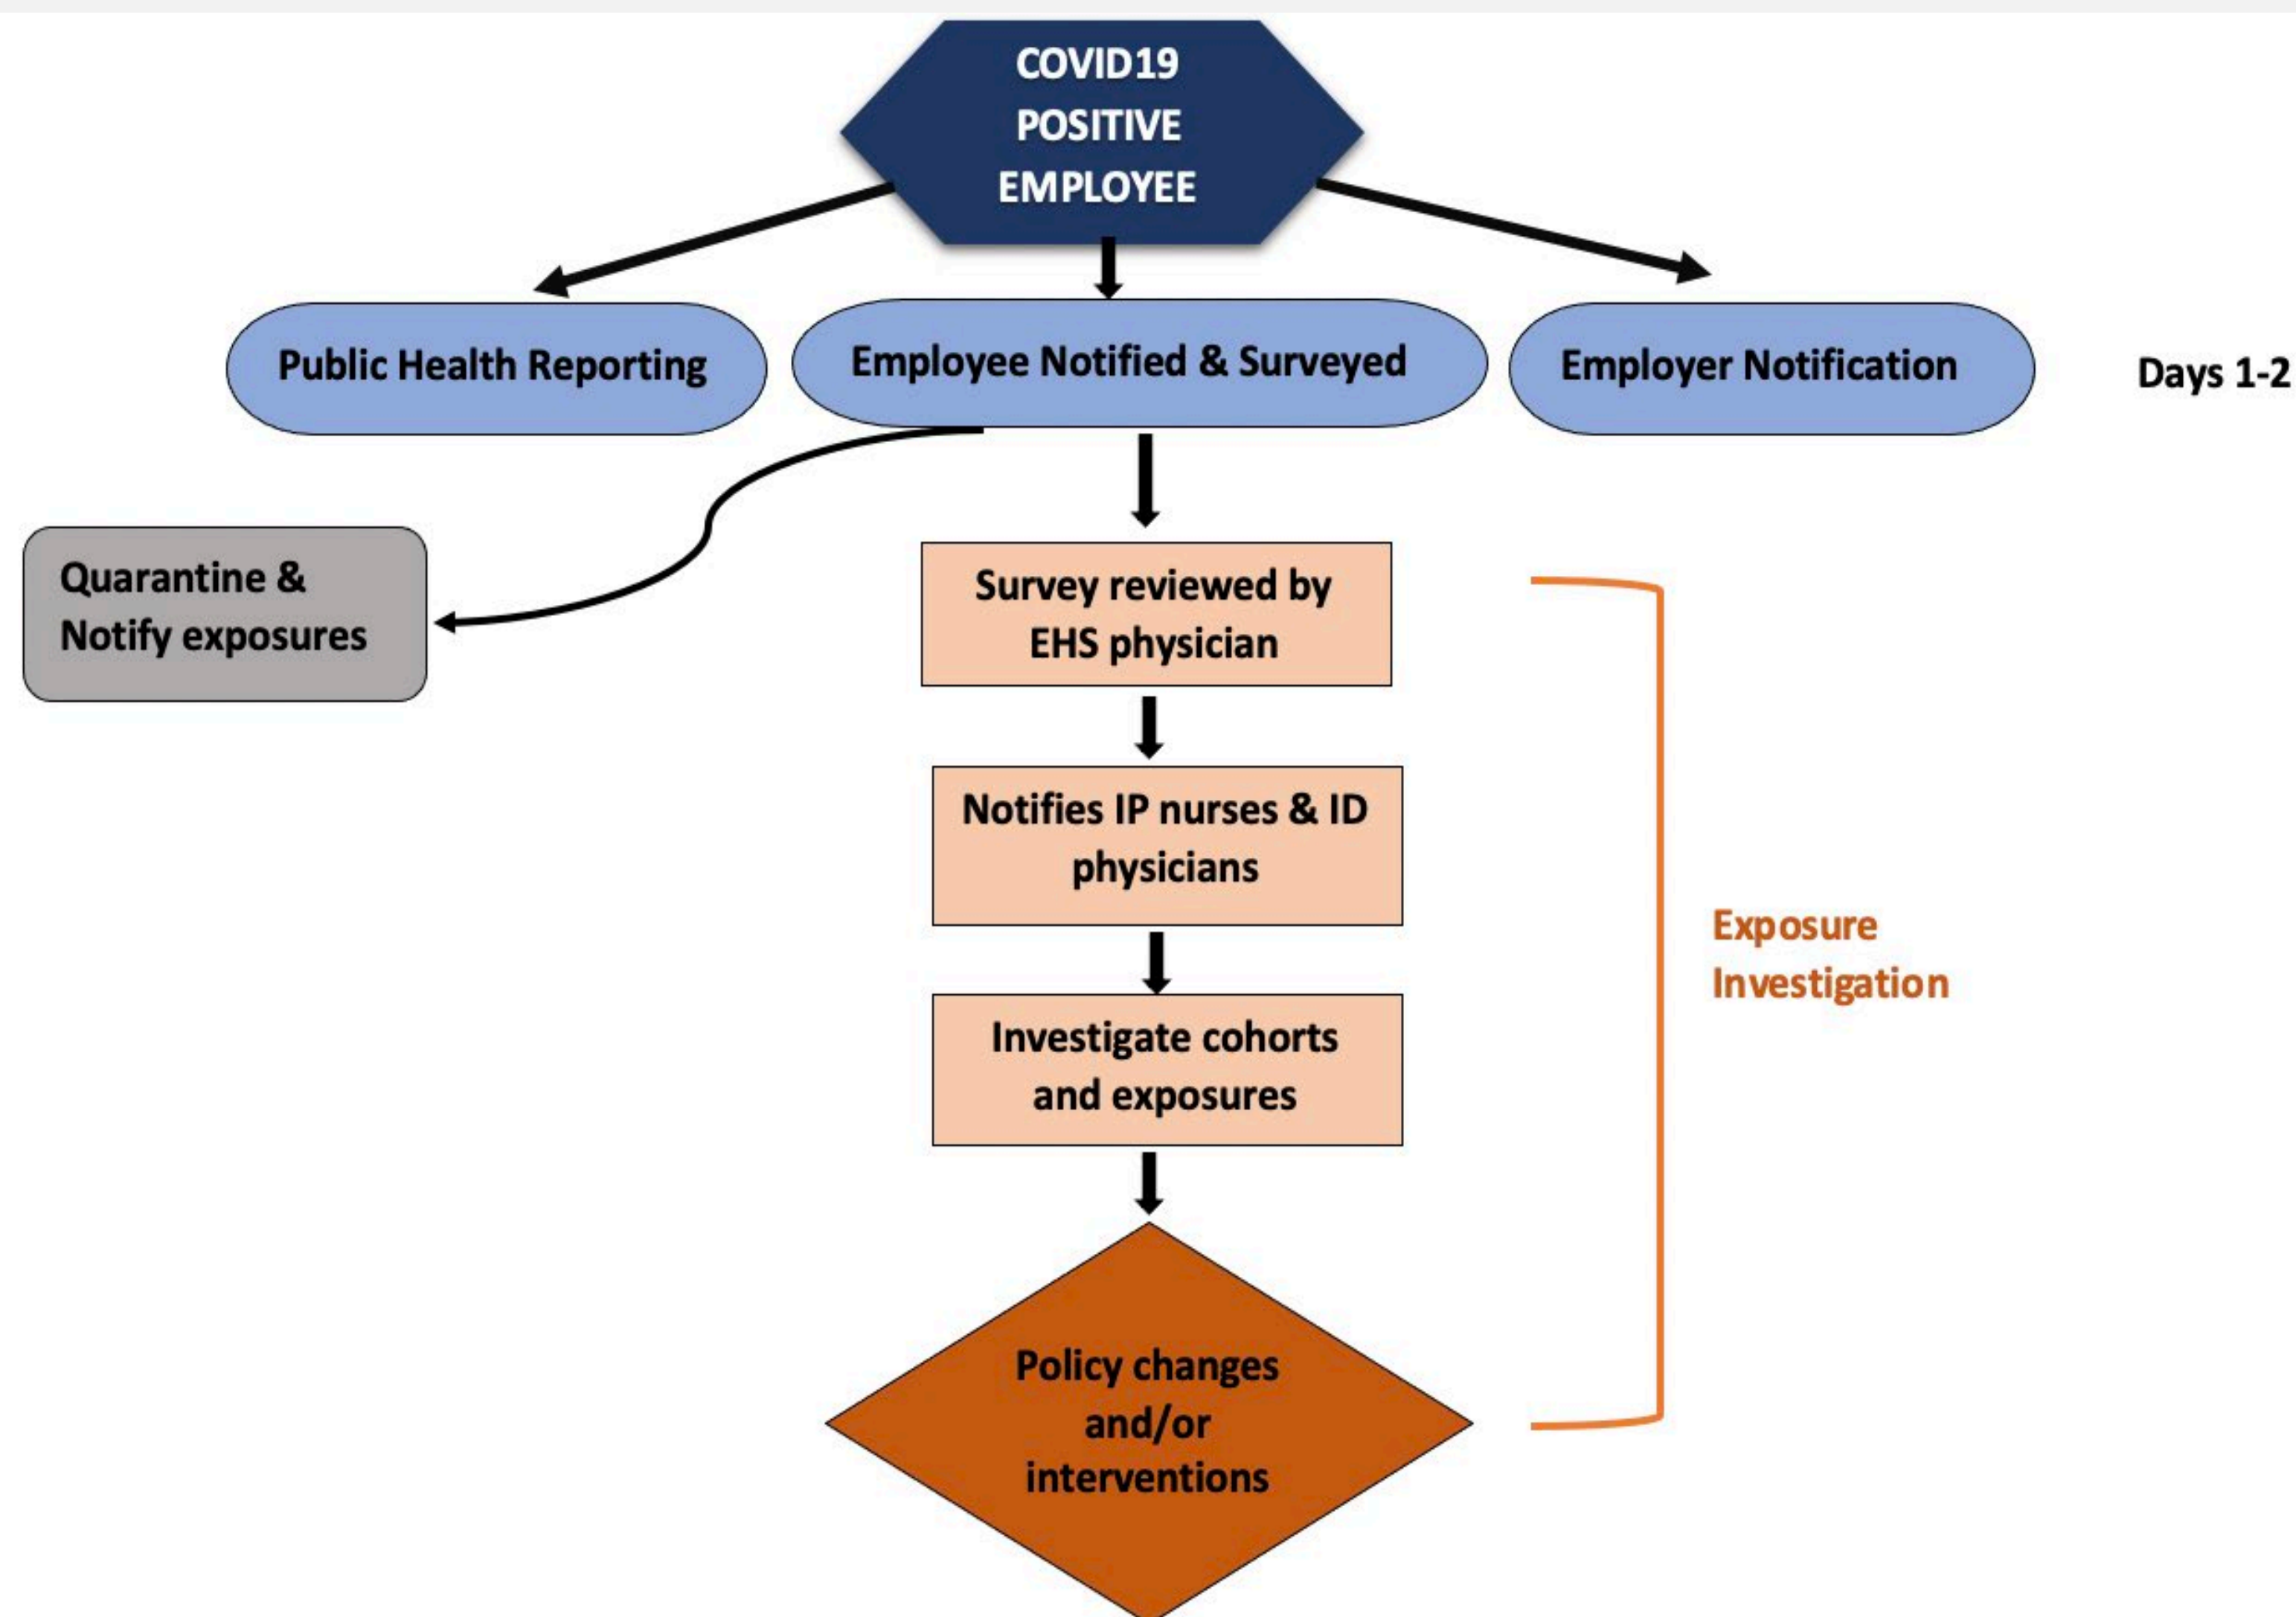 COVID19
POSITIVE
EMPLOYEE
Public Health Reporting
Employee Notified & Surveyed
Employer Notification
Days 1-2
Quarantine &
Notify exposures
Survey reviewed by
EHS physician
Notifies IP nurses & ID
physicians
Investigate cohorts
and exposures
Exposure
Investigation
Policy changes
and/or
interventions